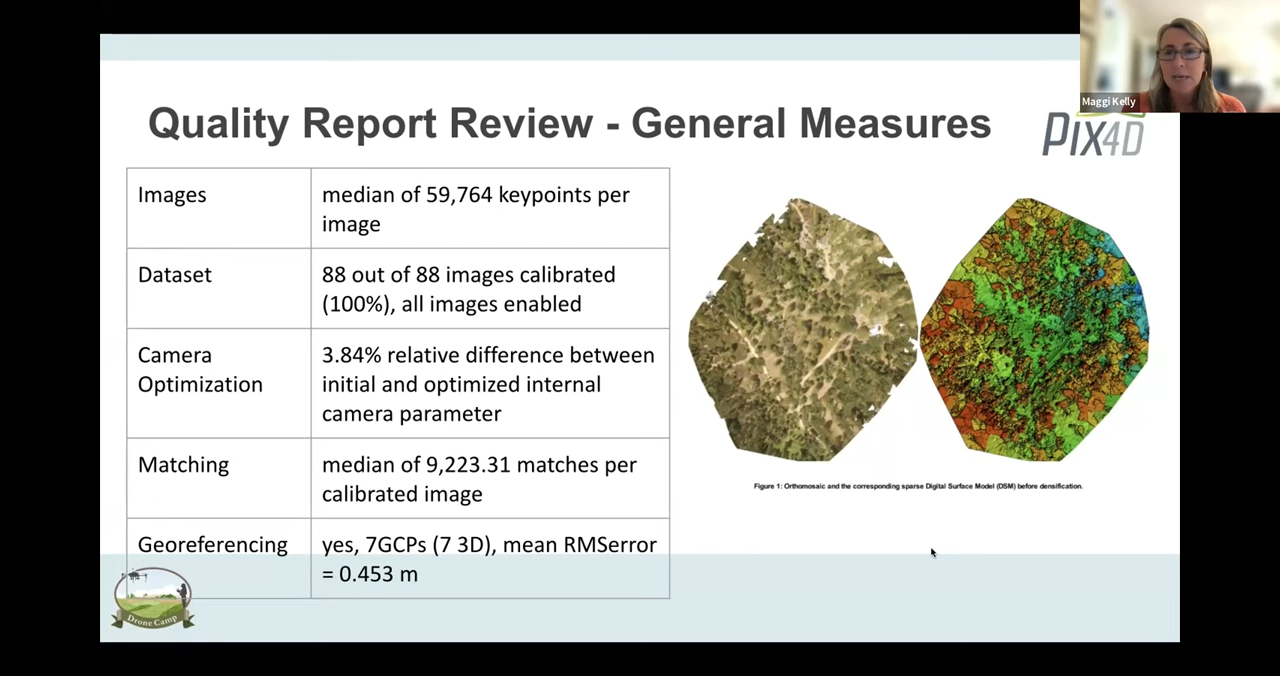 Maggi Kelly
Quality Report Review - General Measures
PIX4D
Images
median of 59,764 keypoints per
image
Dataset
88 out of 88 images calibrated
(100%), all images enabled
Camera
Optimization
3.84% relative difference between
initial and optimized internal
camera parameter
Matching
median of 9,223.31 matches per
calibrated image
Georeferencing
yes, 7GCPs (7 3D), mean RMSerror
= 0.453 m
Figure 1: Orthomosaic and the corresponding sparse Digital Surface Model (DSM) before densification.
Drone Camp